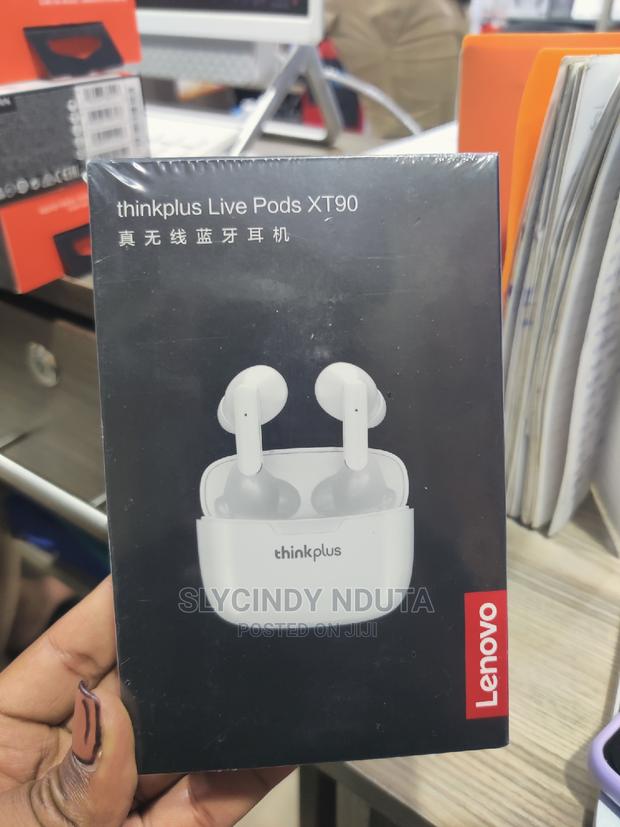 thinkplus Live Pods XT90
真无线蓝牙耳机
thinkplus
SLYCINDY NDUTA
POSTED ON JIJI
Lenovo